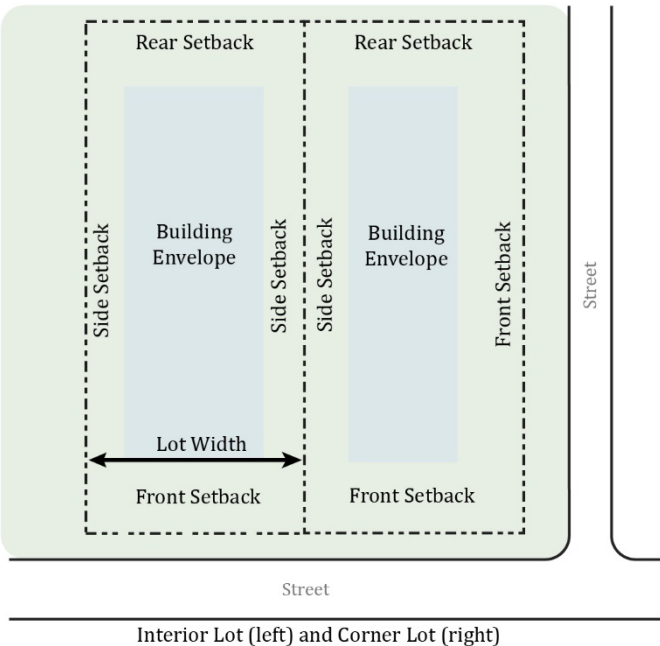 Rear Setback
Rear Setback
Building
Envelope
Building
Envelope
Side Setback
Side Setback
Side Setback
Front Setback
Street
Lot Width
Front Setback
Front Setback
Street
Interior Lot (left) and Corner Lot (right)